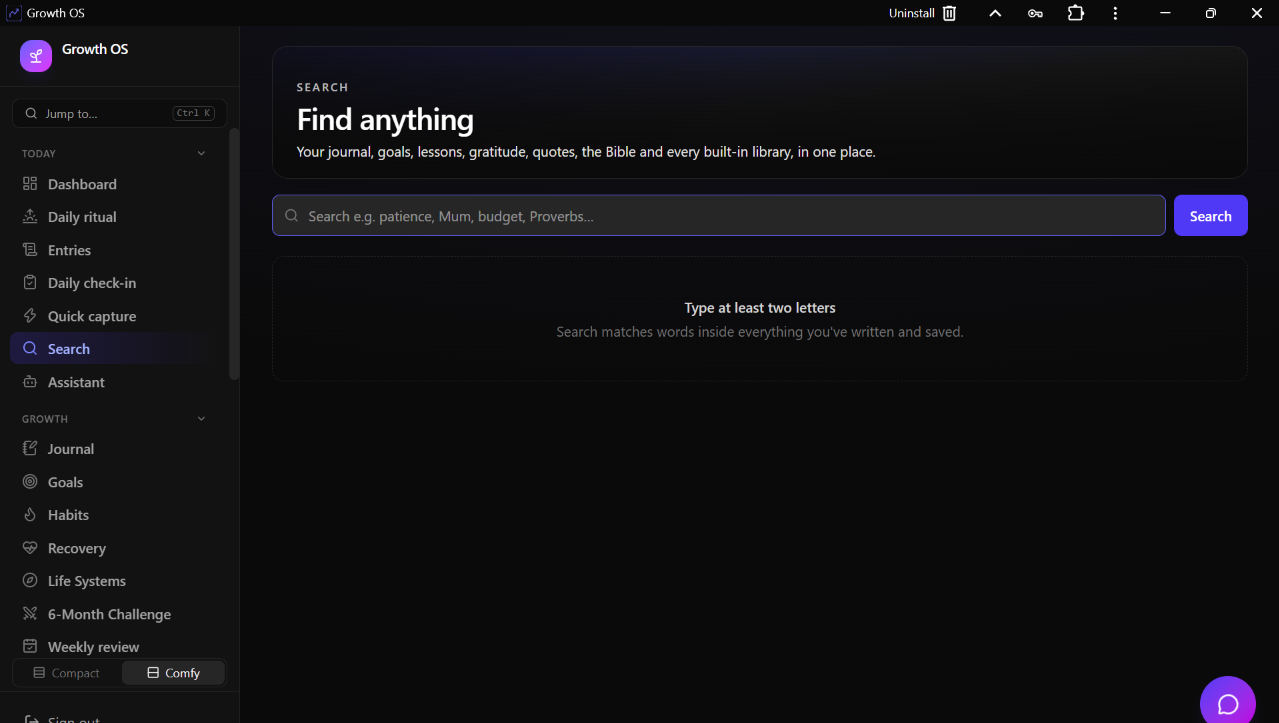 Growth OS
Uninstall
Growth OS
Jump to...
Ctrl K
TODAY
Dashboard
Daily ritual
Entries
Daily check-in
Quick capture
Search
Assistant
GROWTH
Journal
Goals
Habits
Recovery
Life Systems
6-Month Challenge
Weekly review
Compact
Comfy
Sign out
SEARCH
Find anything
Your journal, goals, lessons, gratitude, quotes, the Bible and every built-in library, in one place.
Search e.g. patience, Mum, budget, Proverbs...
Search
Type at least two letters
Search matches words inside everything you've written and saved.